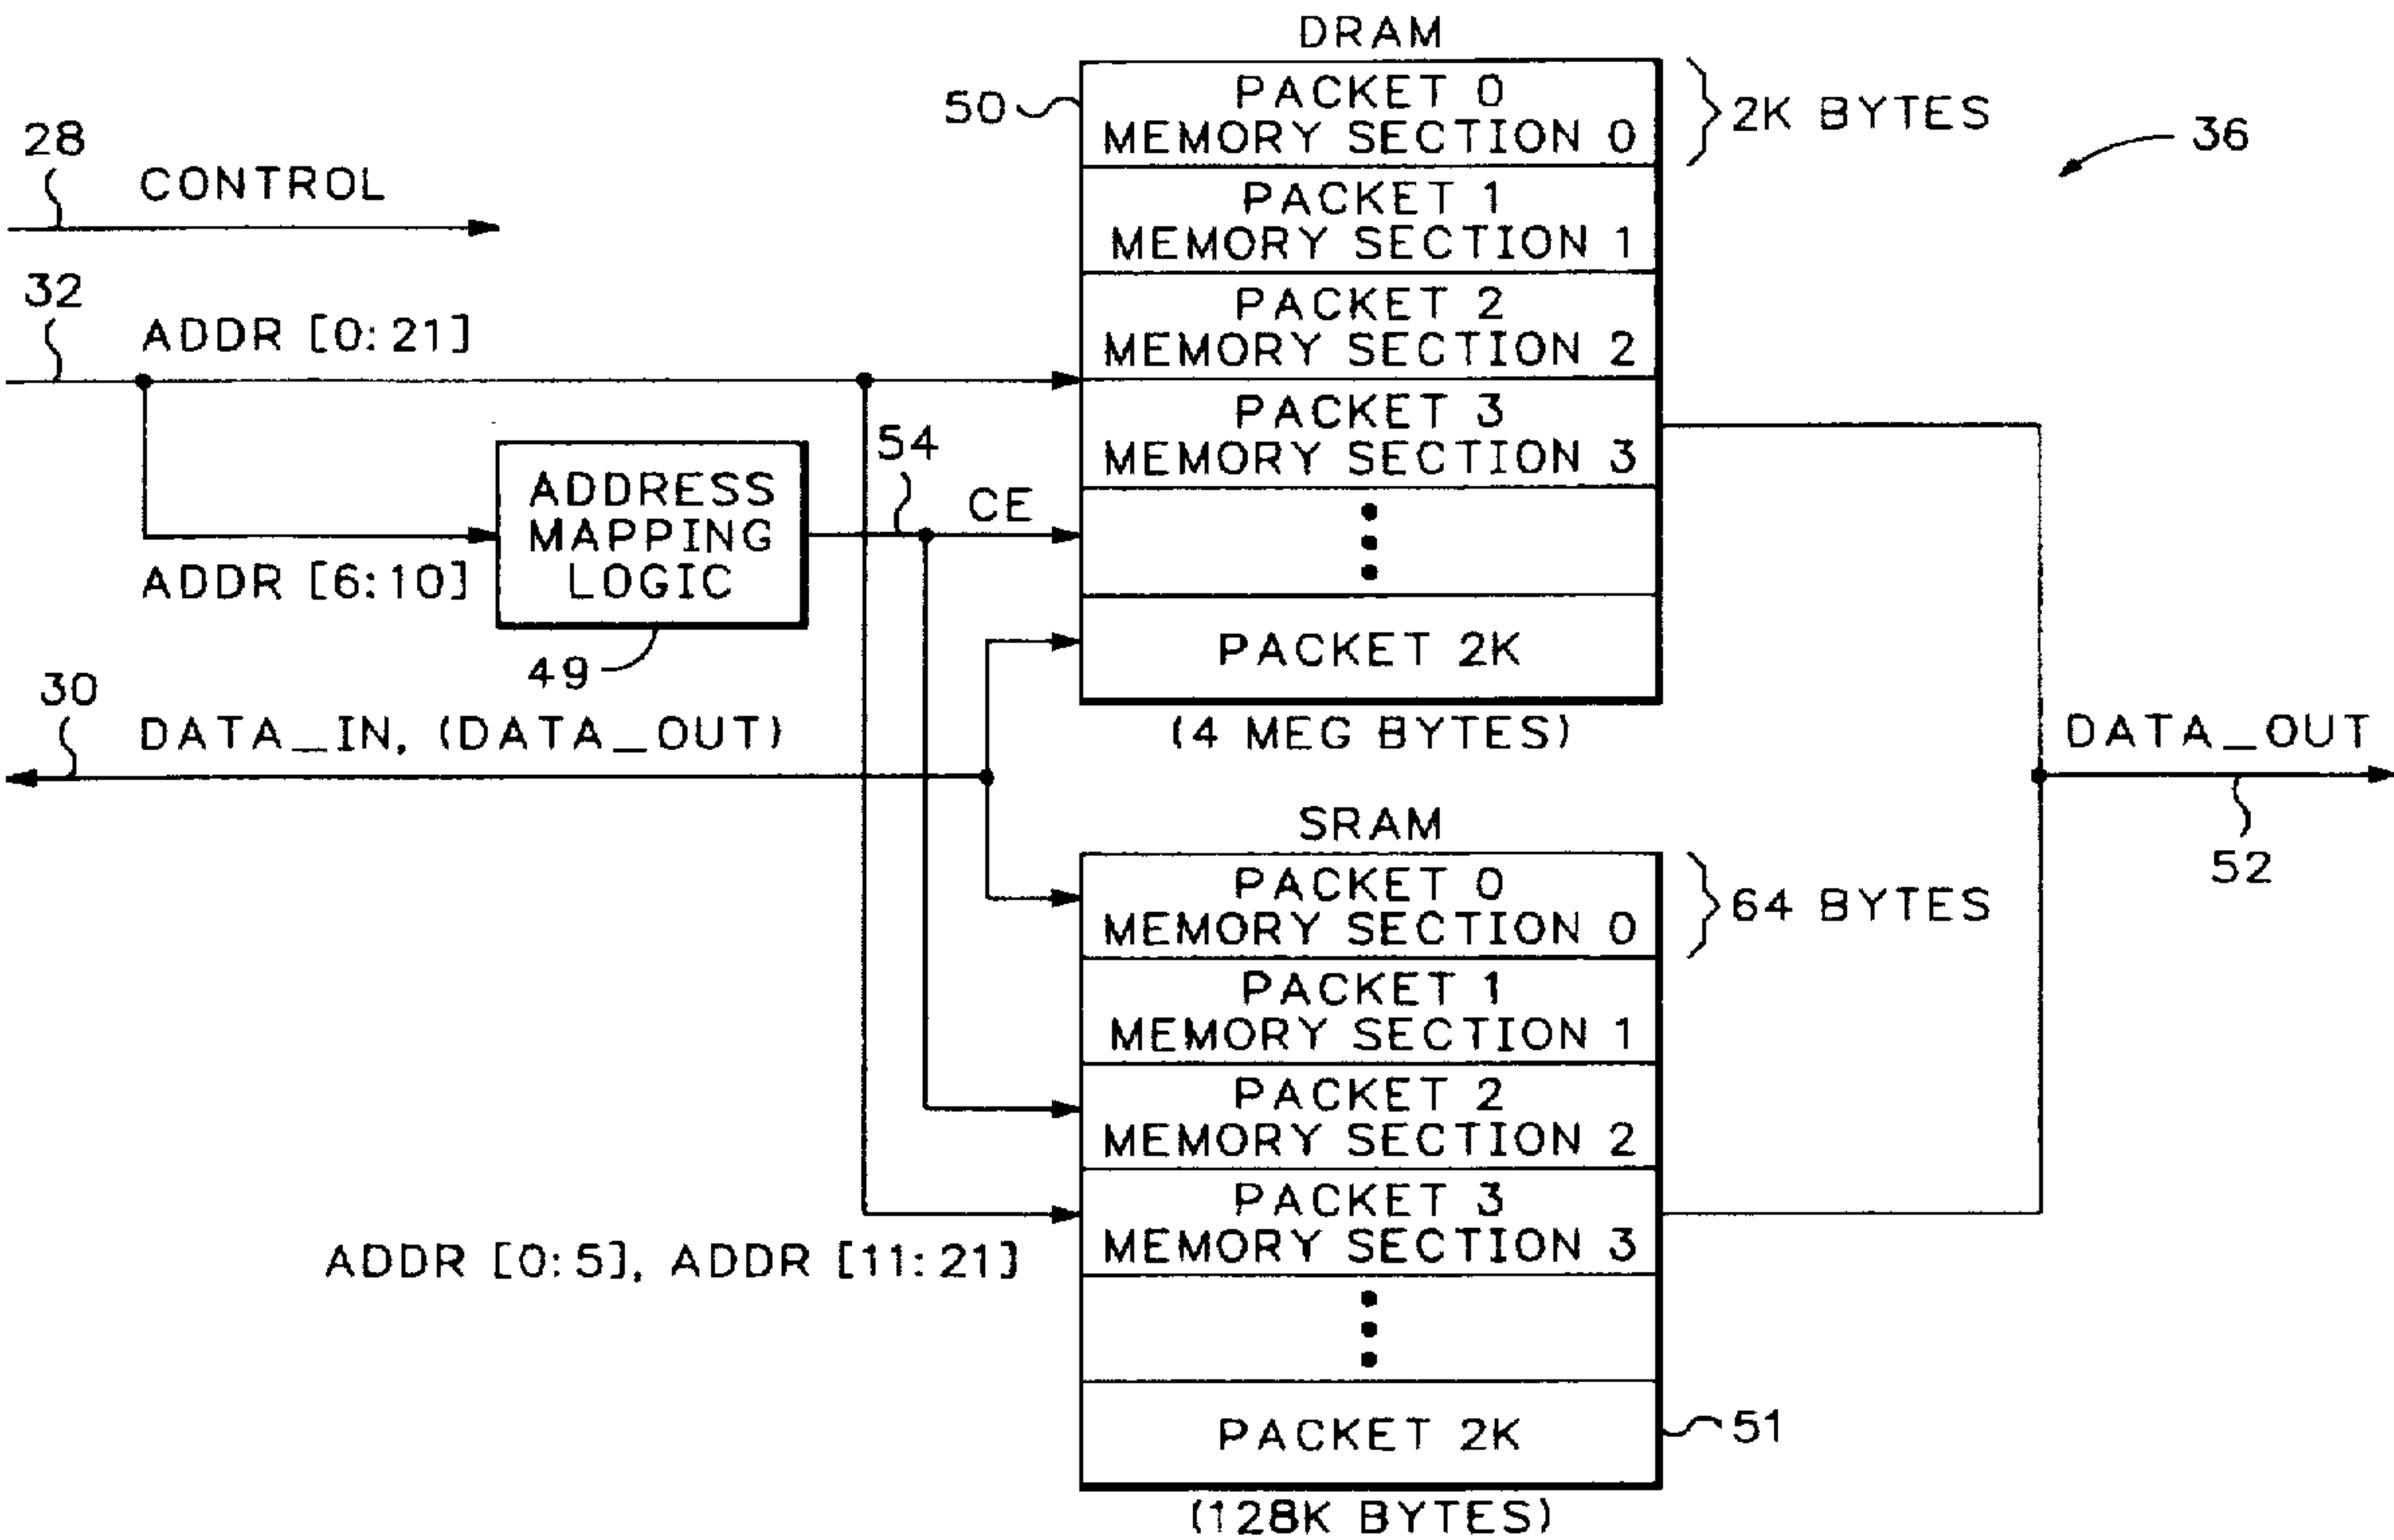 DRAM
PACKET 0
MEMORY SECTION 0
50
2K BYTES
36
28
CONTROL
PACKET 1
MEMORY SECTION 1
32
ADDR [0:21]
PACKET 2
MEMORY SECTION 2
PACKET 3
MEMORY SECTION 3
54
CE
ADDRESS
MAPPING
LOGIC
ADDR [6:10]
49
PACKET 2K
(4 MEG BYTES)
30
DATA_IN, (DATA_OUT)
DATA_OUT
52
SRAM
PACKET 0
MEMORY SECTION 0
64 BYTES
PACKET 1
MEMORY SECTION 1
PACKET 2
MEMORY SECTION 2
PACKET 3
MEMORY SECTION 3
ADDR [0:5], ADDR [11:21]
PACKET 2K
51
(128K BYTES)